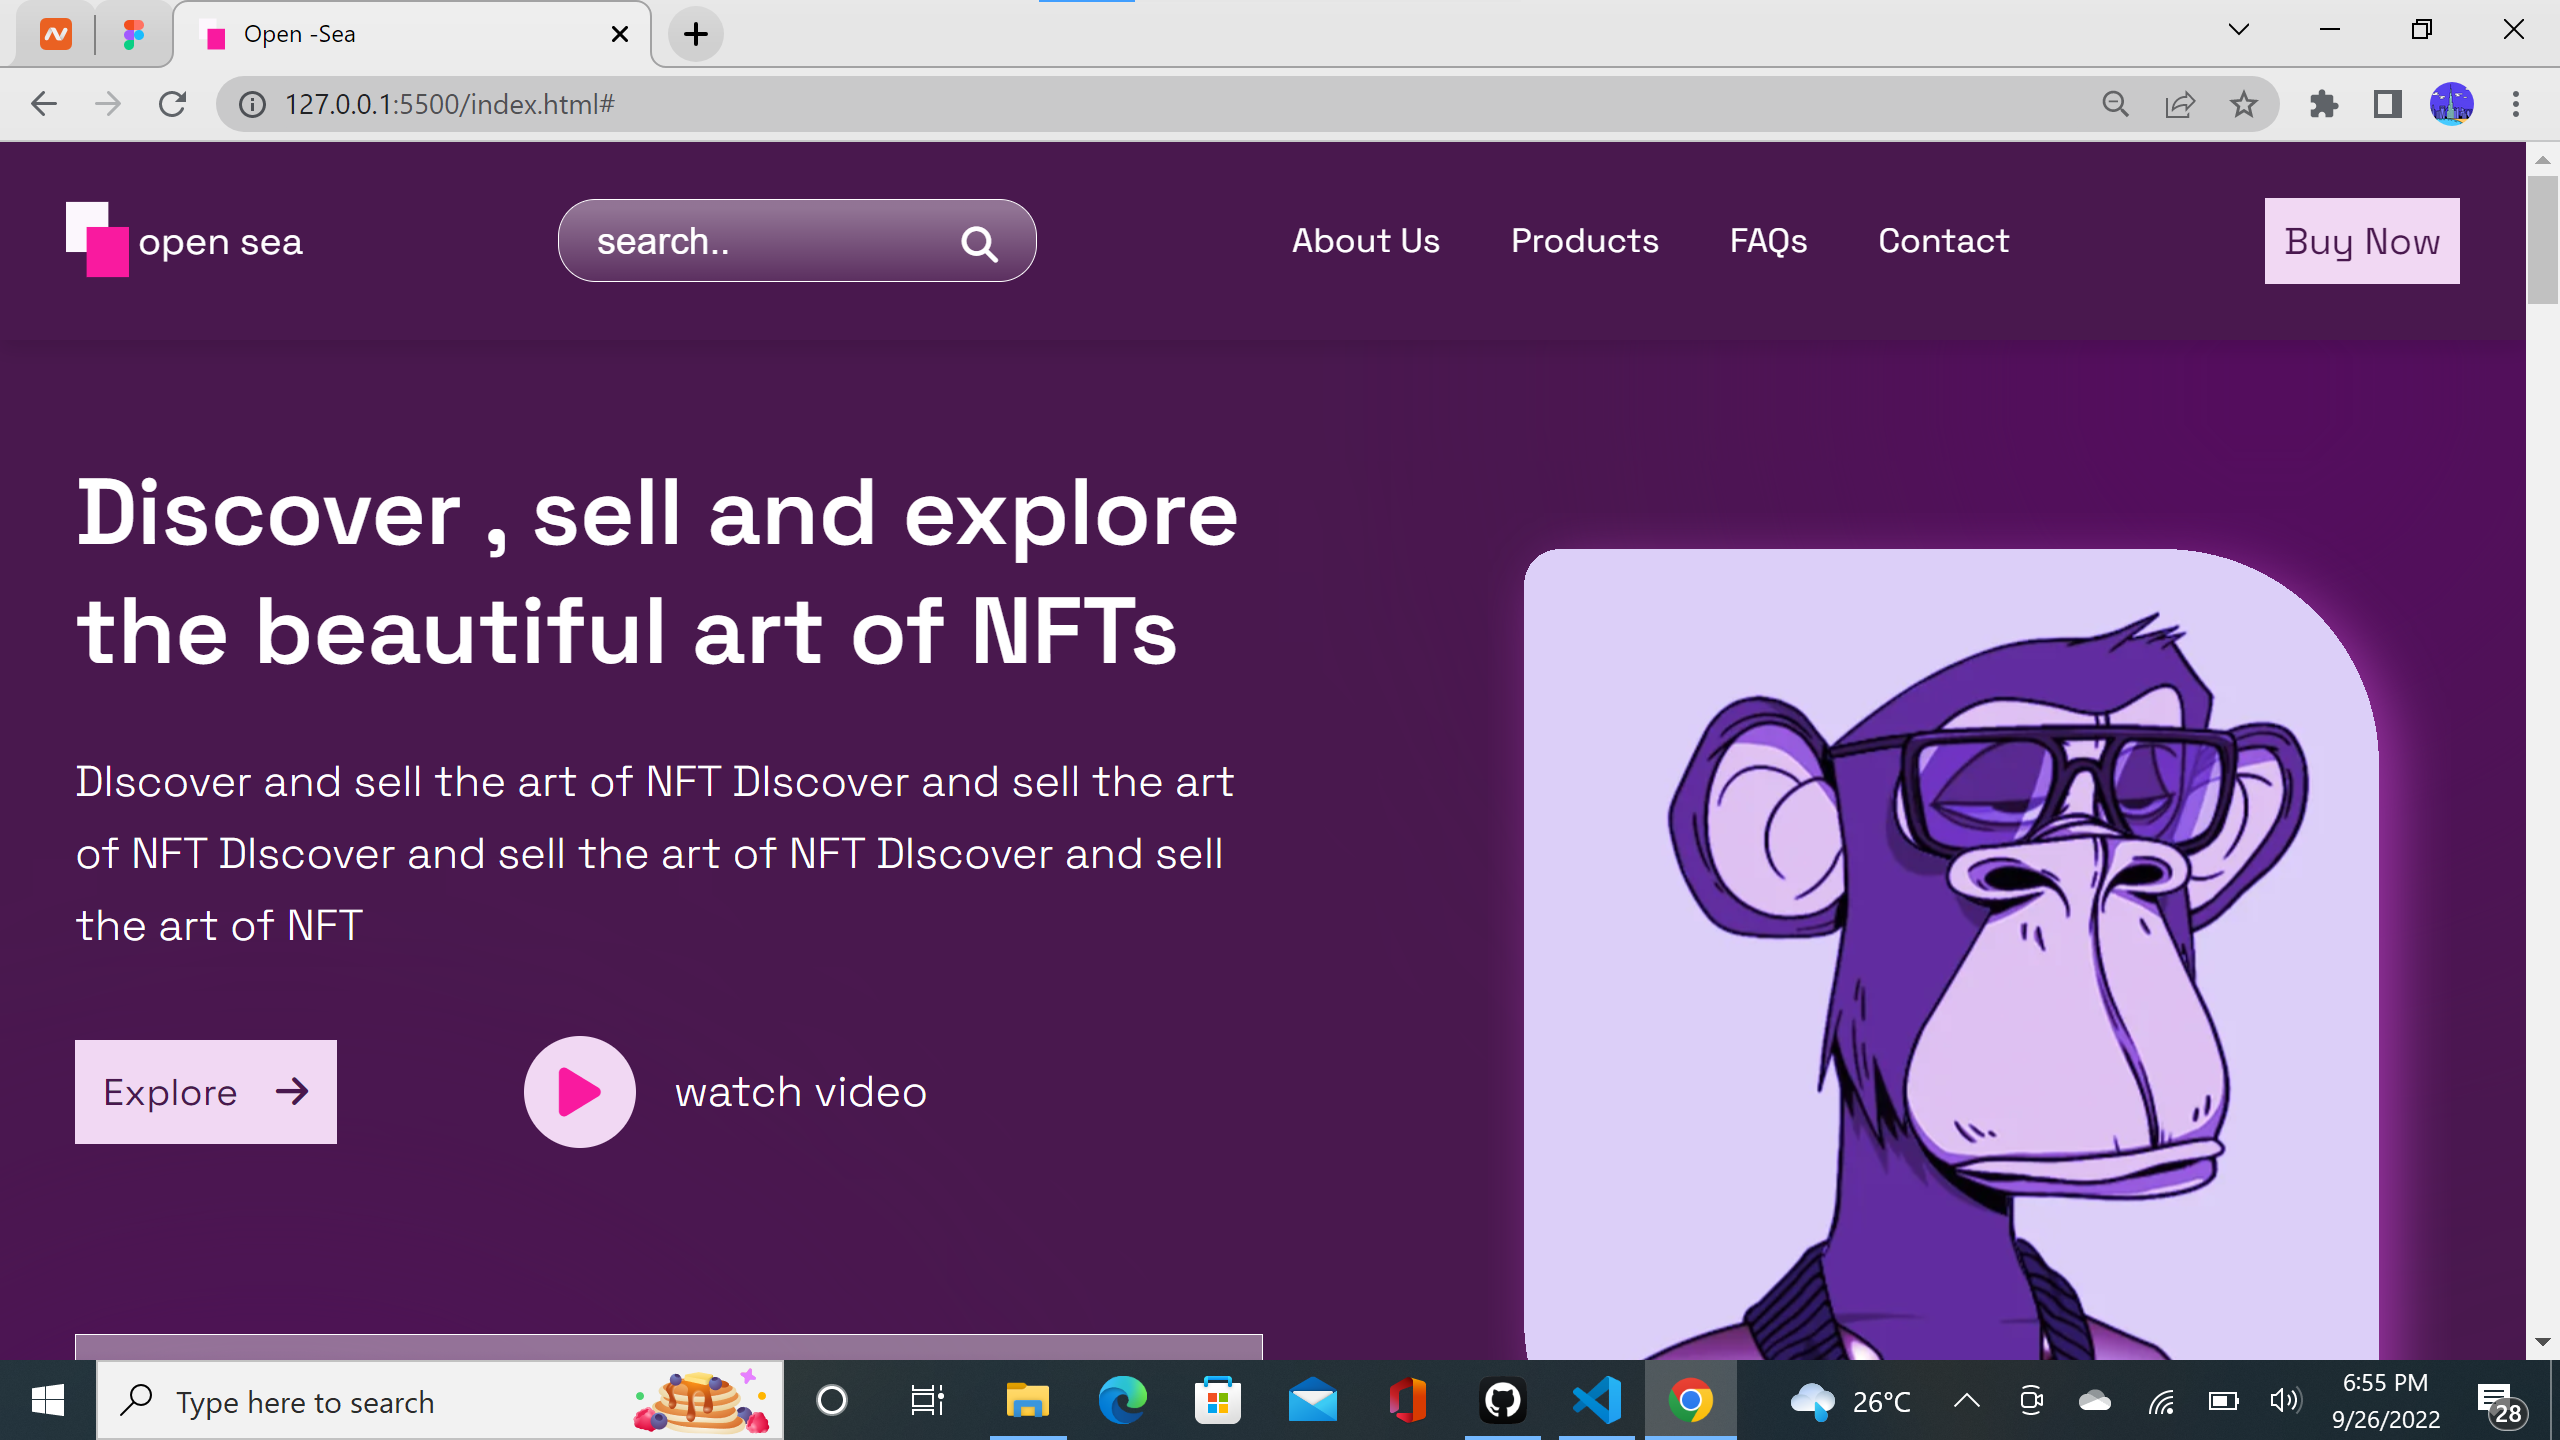 Open -Sea
127.0.0.1:5500/index.html#
open sea
search..
About Us
Products
FAQs
Contact
Buy Now
Discover , sell and explore
the beautiful art of NFTs
DIscover and sell the art of NFT DIscover and sell the art
of NFT DIscover and sell the art of NFT DIscover and sell
the art of NFT
Explore
watch video
Type here to search
26°C
6:55 PM
9/26/2022
28